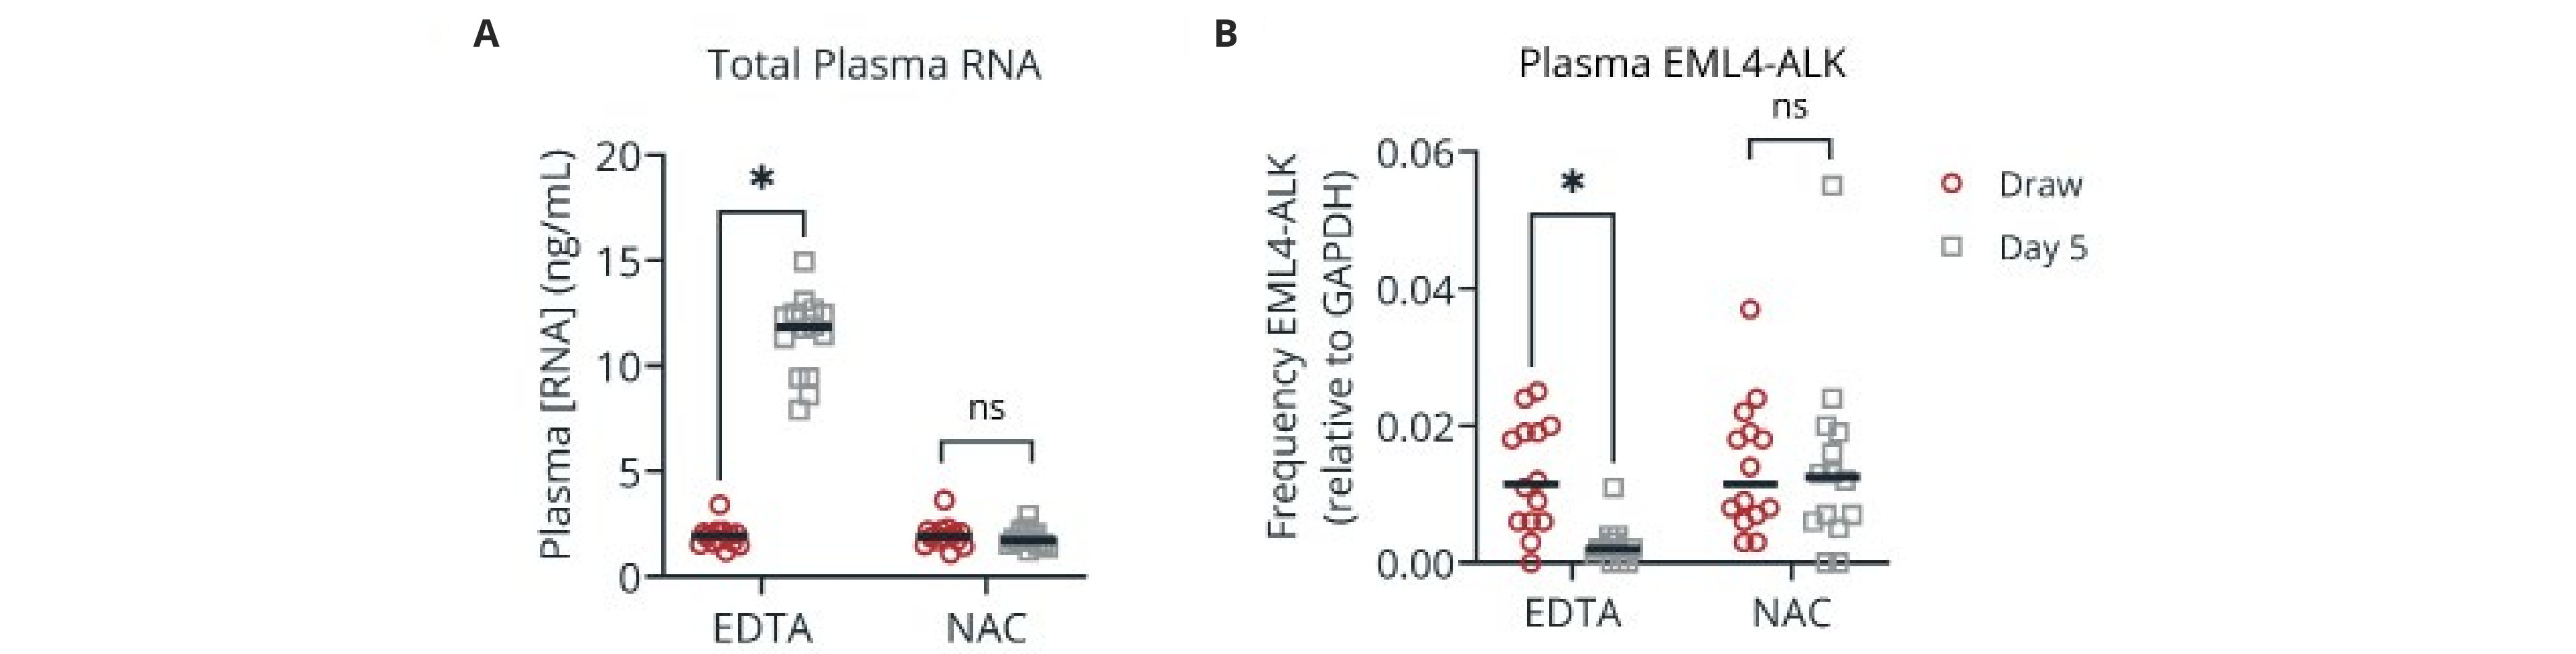 A
Total Plasma RNA
Plasma [RNA] (ng/mL)
20
15
10
5
0
*
ns
EDTA
NAC
B
Plasma EML4-ALK
Frequency EML4-ALK
(relative to GAPDH)
0.06
0.04
0.02
0.00
*
ns
EDTA
NAC
Draw
Day 5